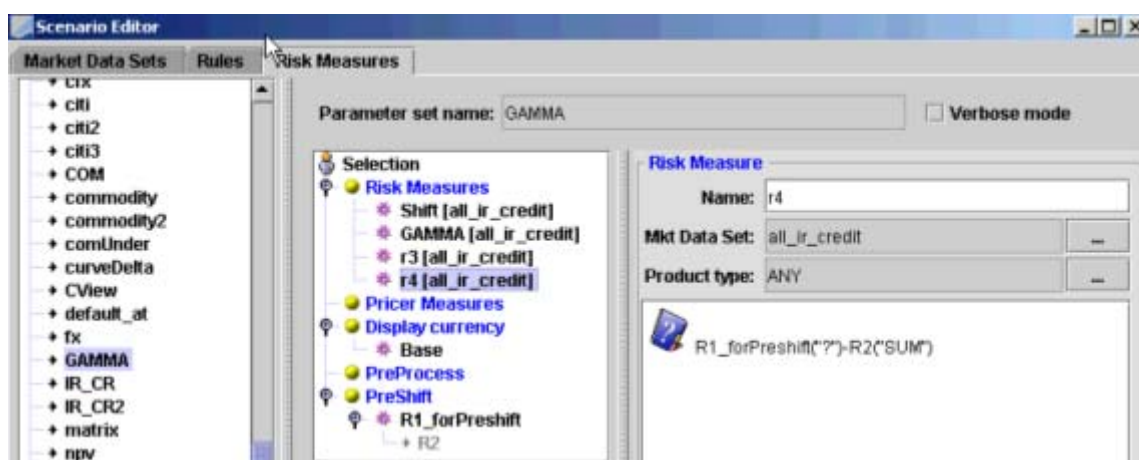 Scenario Editor
Market Data Sets Rules Risk Measures
cix
citi
citi2
citi3
COM
commodity
commodity2
comUnder
curveDelta
CView
default_at
fx
GAMMA
IR_CR
IR_CR2
matrix
npv
Parameter set name: GAMMA
Verbose mode
Selection
Risk Measures
Shift [all_ir_credit]
GAMMA [all_ir_credit]
r3 [all_ir_credit]
r4 [all_ir_credit]
Pricer Measures
Display currency
Base
PreProcess
PreShift
R1_forPreshift
R2
Risk Measure
Name: r4
Mkt Data Set: all_ir_credit ...
Product type: ANY ...
R1_forPreshift("?")-R2("SUM")